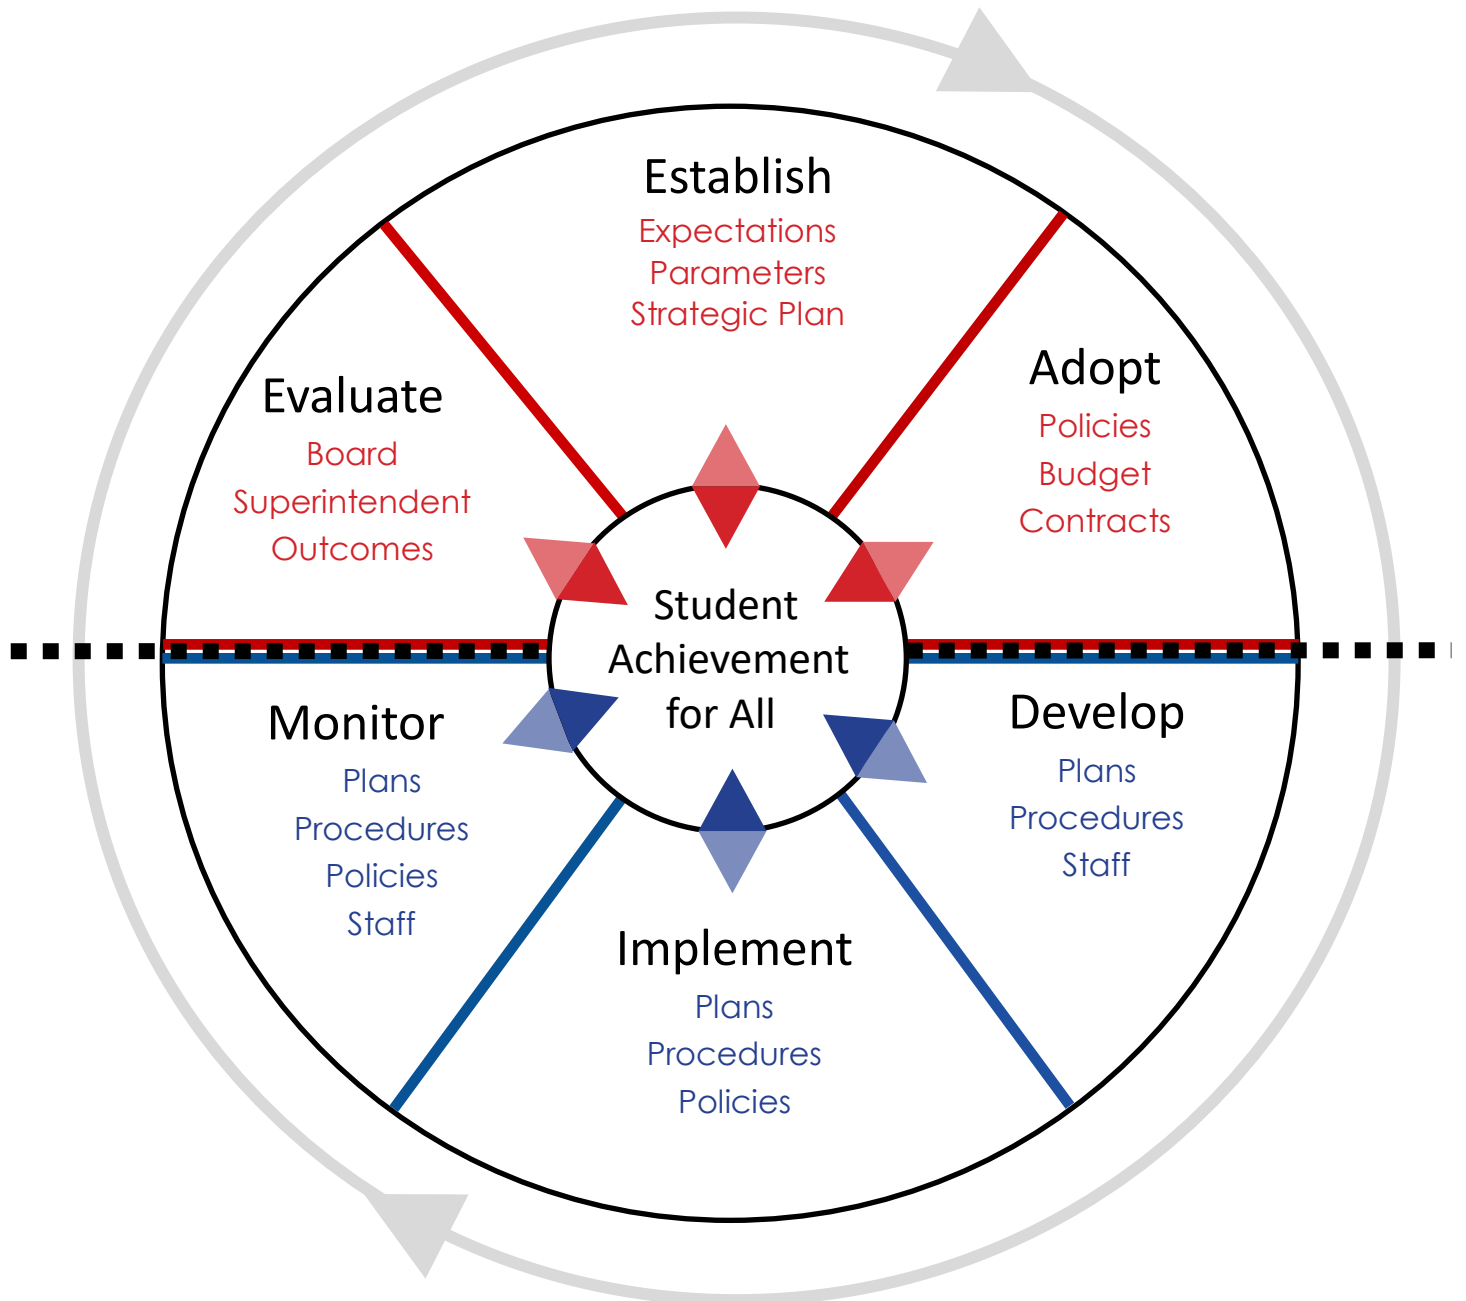 Establish
Expectations
Parameters
Strategic Plan
Adopt
Policies
Budget
Contracts
Develop
Plans
Procedures
Staff
Implement
Plans
Procedures
Policies
Monitor
Plans
Procedures
Policies
Staff
Evaluate
Board
Superintendent
Outcomes
Student
Achievement
for All